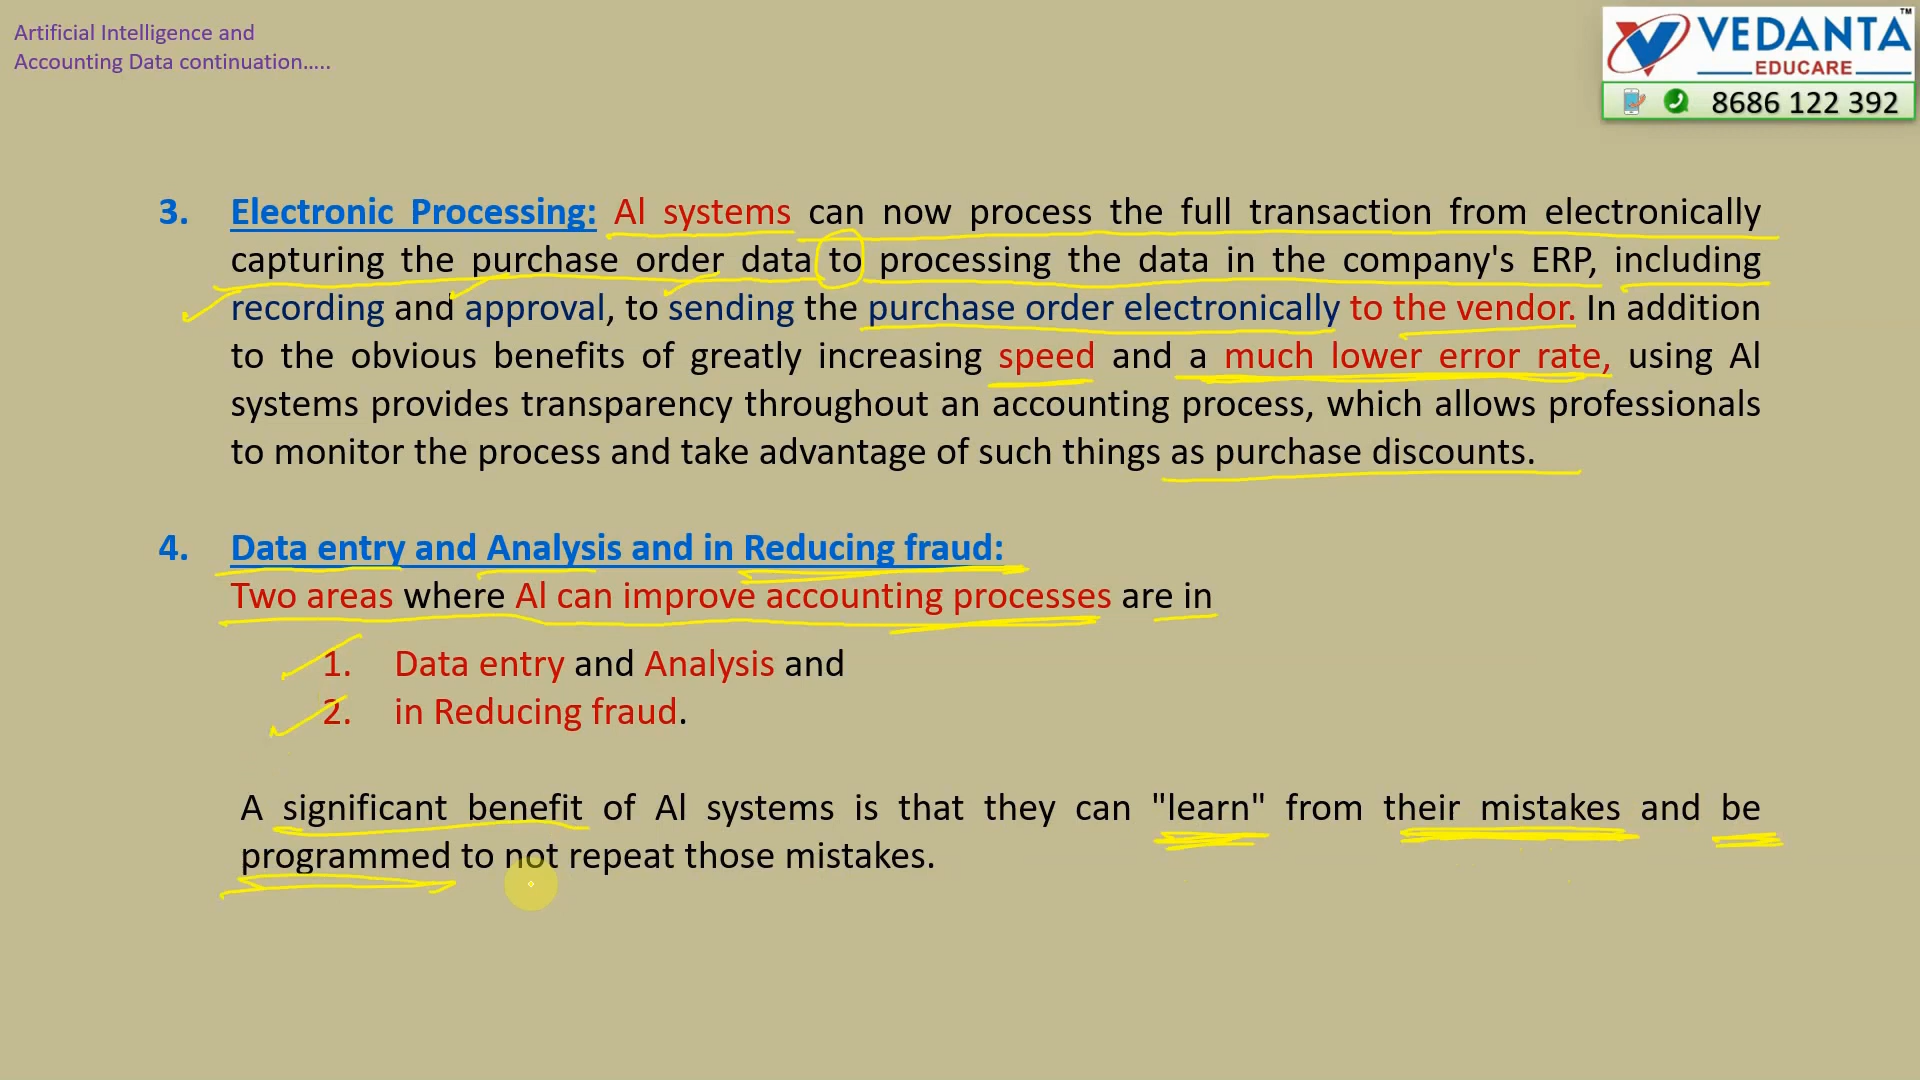 Artificial Intelligence and
Accounting Data continuation.....
VEDANTA™
EDUCARE
8686 122 392
3. Electronic Processing: Al systems can now process the full transaction from electronically
capturing the purchase order data to processing the data in the company's ERP, including
recording and approval, to sending the purchase order electronically to the vendor. In addition
to the obvious benefits of greatly increasing speed and a much lower error rate, using Al
systems provides transparency throughout an accounting process, which allows professionals
to monitor the process and take advantage of such things as purchase discounts.
4. Data entry and Analysis and in Reducing fraud:
Two areas where Al can improve accounting processes are in
1. Data entry and Analysis and
2. in Reducing fraud.
A significant benefit of Al systems is that they can "learn" from their mistakes and be
programmed to not repeat those mistakes.